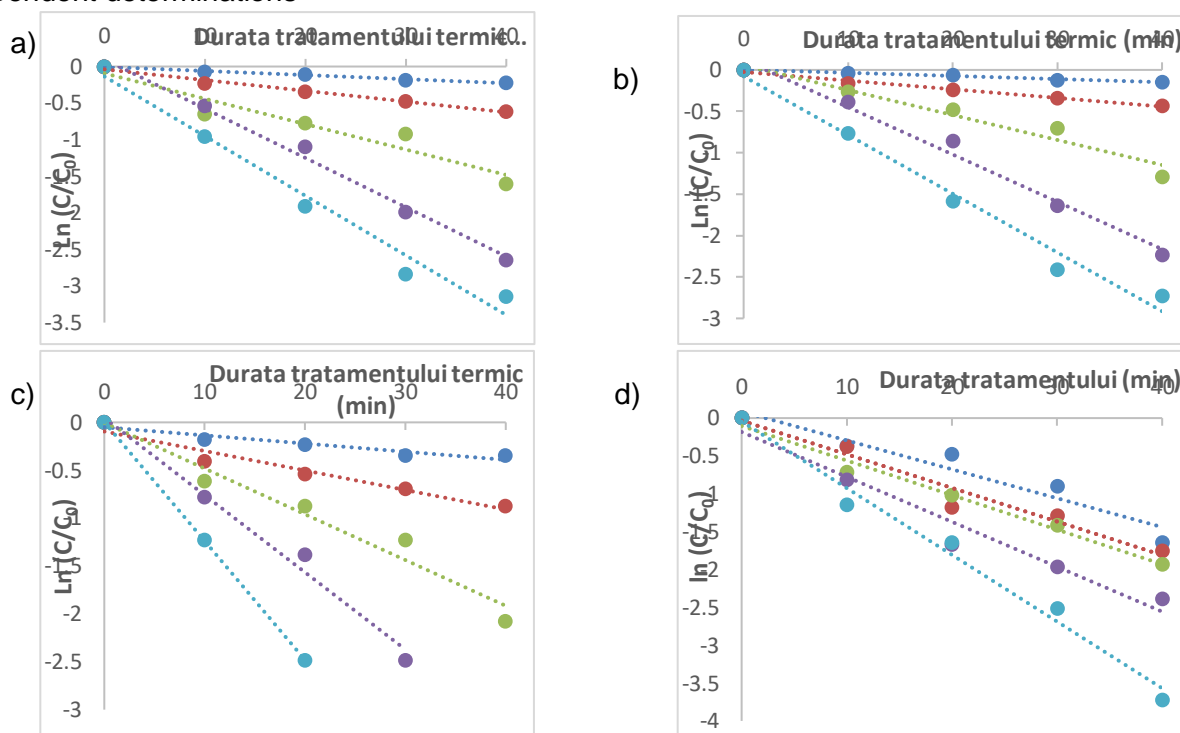 pendent determinations
a)
Durata tratamentului termic...
0 10 20 30 40
0
-0.5
-1
-1.5
-2
-2.5
-3
-3.5
Ln (C/C₀)
b)
Durata tratamentului termic (min)
0 10 20 30 40
0
-0.5
-1
-1.5
-2
-2.5
-3
Ln (C/C₀)
c)
Durata tratamentului termic
(min)
0 10 20 30 40
0
-0.5
-1
-1.5
-2
-2.5
-3
Ln (C/C₀)
d)
Durata tratamentului (min)
0 10 20 30 40
0
-0.5
-1
-1.5
-2
-2.5
-3
-3.5
-4
ln (C/C₀)